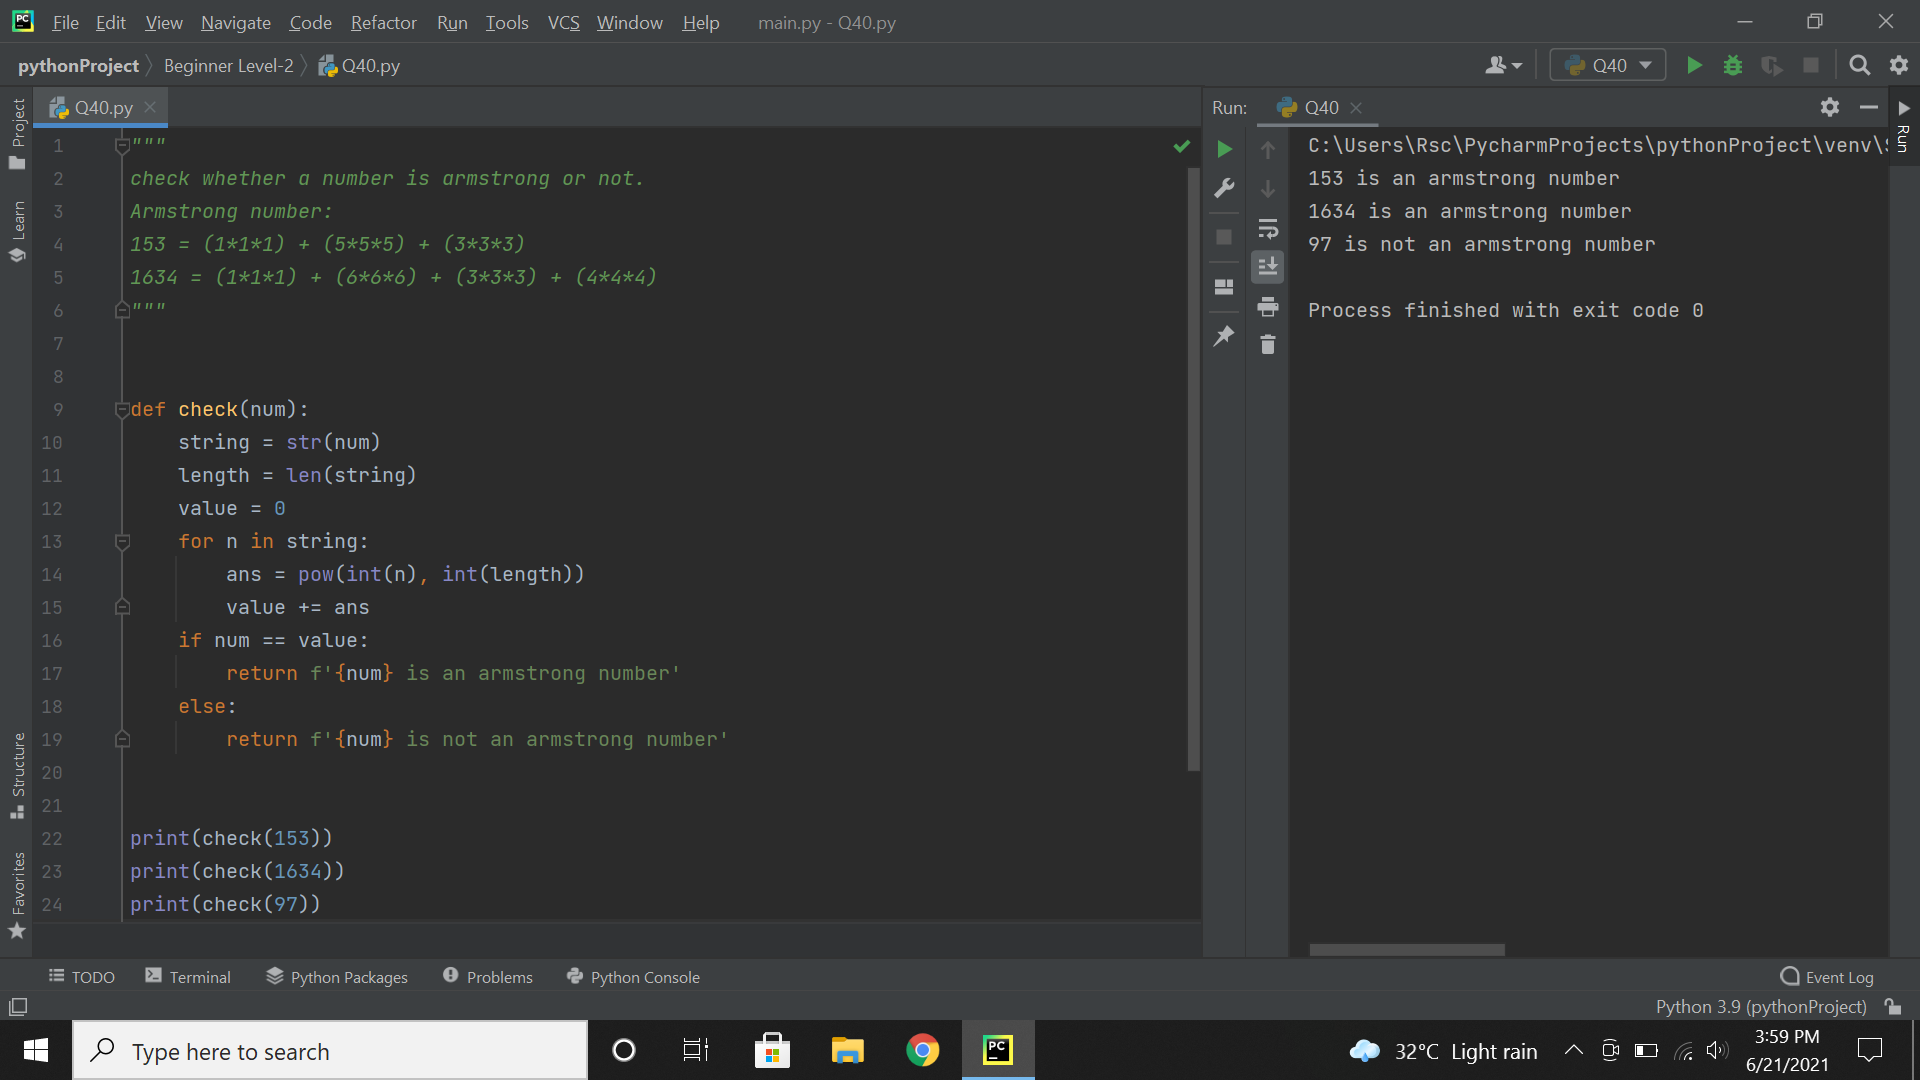 PC File Edit View Navigate Code Refactor Run Tools VCS Window Help main.py - Q40.py
pythonProject Beginner Level-2 Q40.py Q40
Project
Learn
Structure
Favorites
Q40.py
1 """
2 check whether a number is armstrong or not.
3 Armstrong number:
4 153 = (1*1*1) + (5*5*5) + (3*3*3)
5 1634 = (1*1*1) + (6*6*6) + (3*3*3) + (4*4*4)
6 """
7
8
9 def check(num):
10 string = str(num)
11 length = len(string)
12 value = 0
13 for n in string:
14 ans = pow(int(n), int(length))
15 value += ans
16 if num == value:
17 return f'{num} is an armstrong number'
18 else:
19 return f'{num} is not an armstrong number'
20
21
22 print(check(153))
23 print(check(1634))
24 print(check(97))
Run: Q40
C:\Users\Rsc\PycharmProjects\pythonProject\venv\
153 is an armstrong number
1634 is an armstrong number
97 is not an armstrong number
Process finished with exit code 0
Run
TODO Terminal Python Packages Problems Python Console Event Log
Python 3.9 (pythonProject)
Type here to search PC 32°C Light rain 3:59 PM
6/21/2021